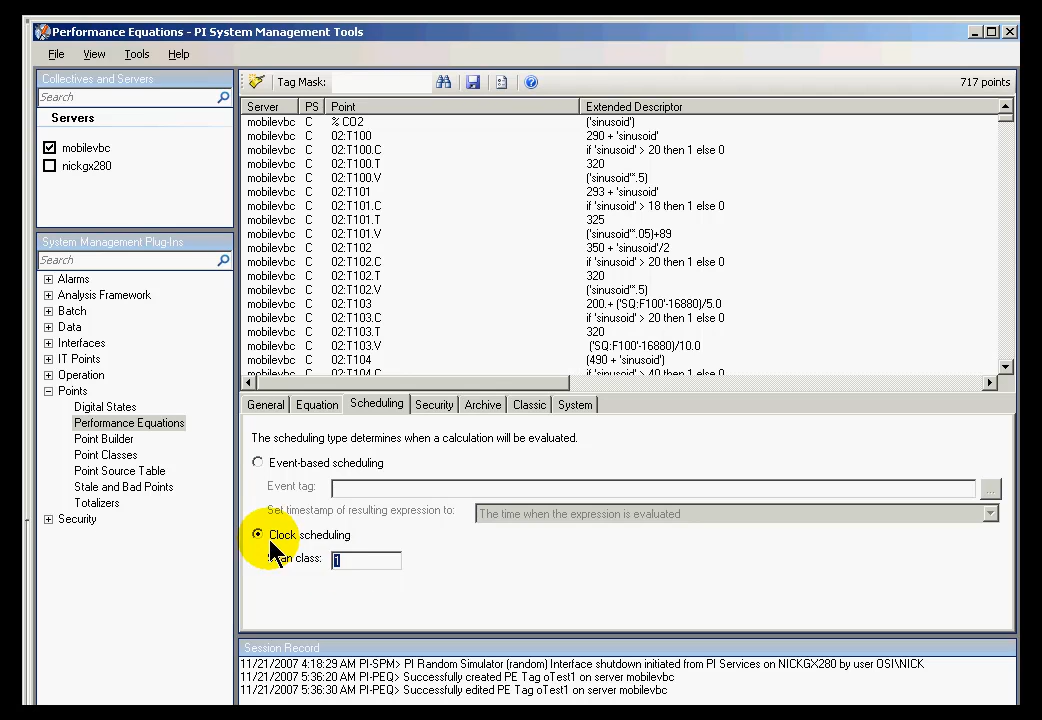 Performance Equations - PI System Management Tools
File View Tools Help
Collectives and Servers
Search
Servers
mobilevbc
nickgx280
System Management Plug-Ins
Search
Alarms
Analysis Framework
Batch
Data
Interfaces
IT Points
Operation
Points
Digital States
Performance Equations
Point Builder
Point Classes
Point Source Table
Stale and Bad Points
Totalizers
Security
Tag Mask:
717 points
Server PS Point Extended Descriptor
mobilevbc C % CO2 ('sinusoid')
mobilevbc C 02:T100 290 + 'sinusoid'
mobilevbc C 02:T100.C if 'sinusoid' > 20 then 1 else 0
mobilevbc C 02:T100.T 320
mobilevbc C 02:T100.V ('sinusoid'*.5)
mobilevbc C 02:T101 293 + 'sinusoid'
mobilevbc C 02:T101.C if 'sinusoid' > 18 then 1 else 0
mobilevbc C 02:T101.T 325
mobilevbc C 02:T101.V ('sinusoid'*.05)+89
mobilevbc C 02:T102 350 + 'sinusoid'/2
mobilevbc C 02:T102.C if 'sinusoid' > 20 then 1 else 0
mobilevbc C 02:T102.T 320
mobilevbc C 02:T102.V ('sinusoid'*.5)
mobilevbc C 02:T103 200.+ ('SQ:F100'-16880)/5.0
mobilevbc C 02:T103.C if 'sinusoid' > 20 then 1 else 0
mobilevbc C 02:T103.T 320
mobilevbc C 02:T103.V ('SQ:F100'-16880)/10.0
mobilevbc C 02:T104 (490 + 'sinusoid')
mobilevbc C 02:T104.C if 'sinusoid' > 40 then 1 else 0
General Equation Scheduling Security Archive Classic System
The scheduling type determines when a calculation will be evaluated.
Event-based scheduling
Event tag:
...
Set timestamp of resulting expression to: The time when the expression is evaluated
Clock scheduling
class: 1
Session Record
11/21/2007 4:18:29 AM PI-SPM> PI Random Simulator (random) Interface shutdown initiated from PI Services on NICKGX280 by user OSI\NICK
11/21/2007 5:36:20 AM PI-PEQ> Successfully created PE Tag oTest1 on server mobilevbc
11/21/2007 5:36:30 AM PI-PEQ> Successfully edited PE Tag oTest1 on server mobilevbc